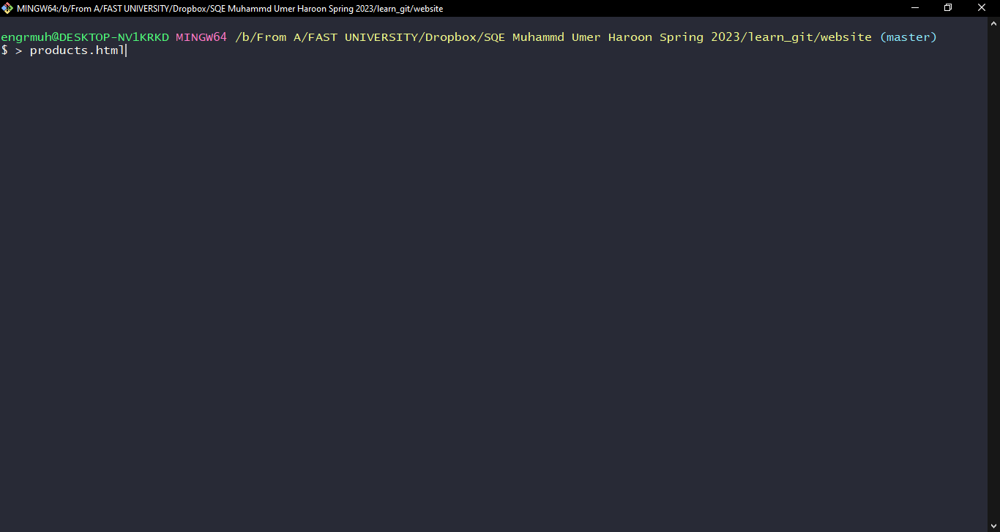 MINGW64:/b/From A/FAST UNIVERSITY/Dropbox/SQE Muhammd Umer Haroon Spring 2023/learn_git/website
engrmuh@DESKTOP-NV1KRKD MINGW64 /b/From A/FAST UNIVERSITY/Dropbox/SQE Muhammd Umer Haroon Spring 2023/learn_git/website (master)
$ > products.html